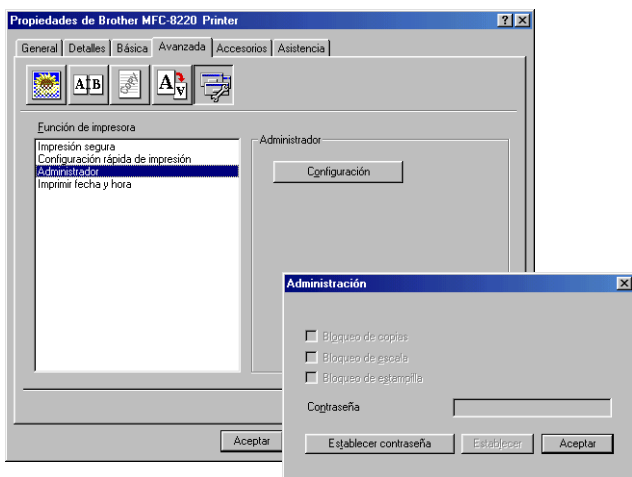 Propiedades de Brother MFC-8220 Printer
General Detalles Básica Avanzada Accesorios Asistencia
Función de impresora
Impresión segura
Configuración rápida de impresión
Administrador
Imprimir fecha y hora
Administrador
Configuración
Aceptar
Administración
Bloqueo de copias
Bloqueo de escala
Bloqueo de estampilla
Contraseña
Establecer contraseña Establecer Aceptar